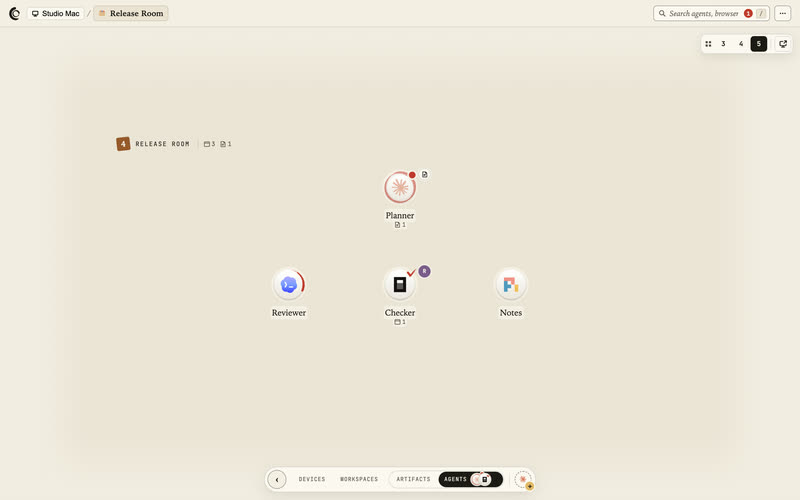 Studio Mac / Release Room
Search agents, browser 1 /
3 4 5
4 RELEASE ROOM 3 1
Planner
1
R
Reviewer
Checker
Notes
1
DEVICES WORKSPACES ARTIFACTS AGENTS